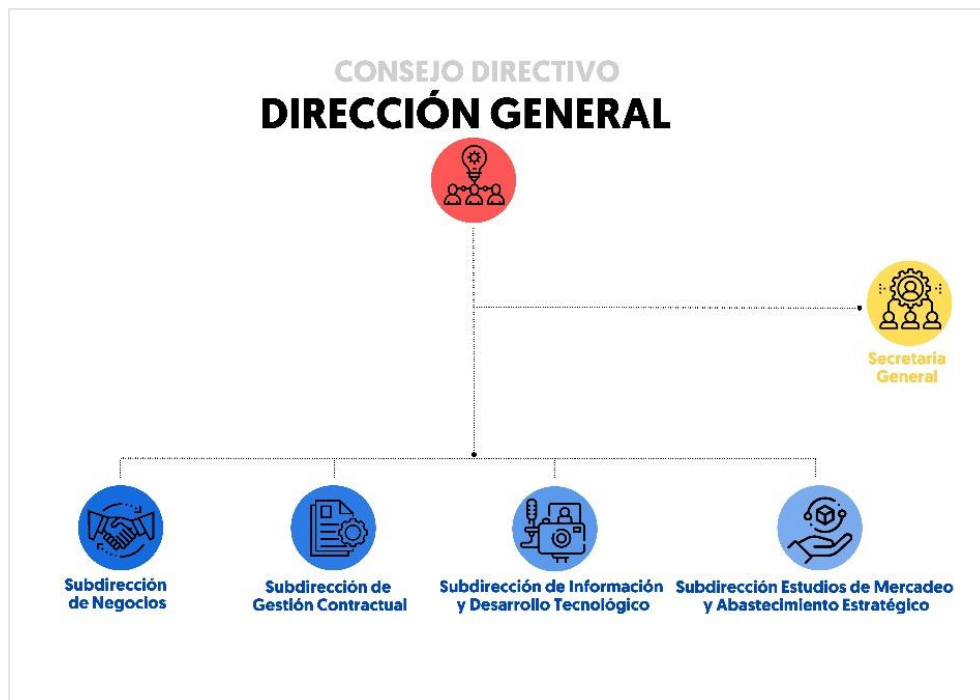 CONSEJO DIRECTIVO
DIRECCIÓN GENERAL
Secretaria
General
Subdirección
de Negocios
Subdirección de
Gestión Contractual
Subdirección de Información
y Desarrollo Tecnológico
Subdirección Estudios de Mercadeo
y Abastecimiento Estratégico